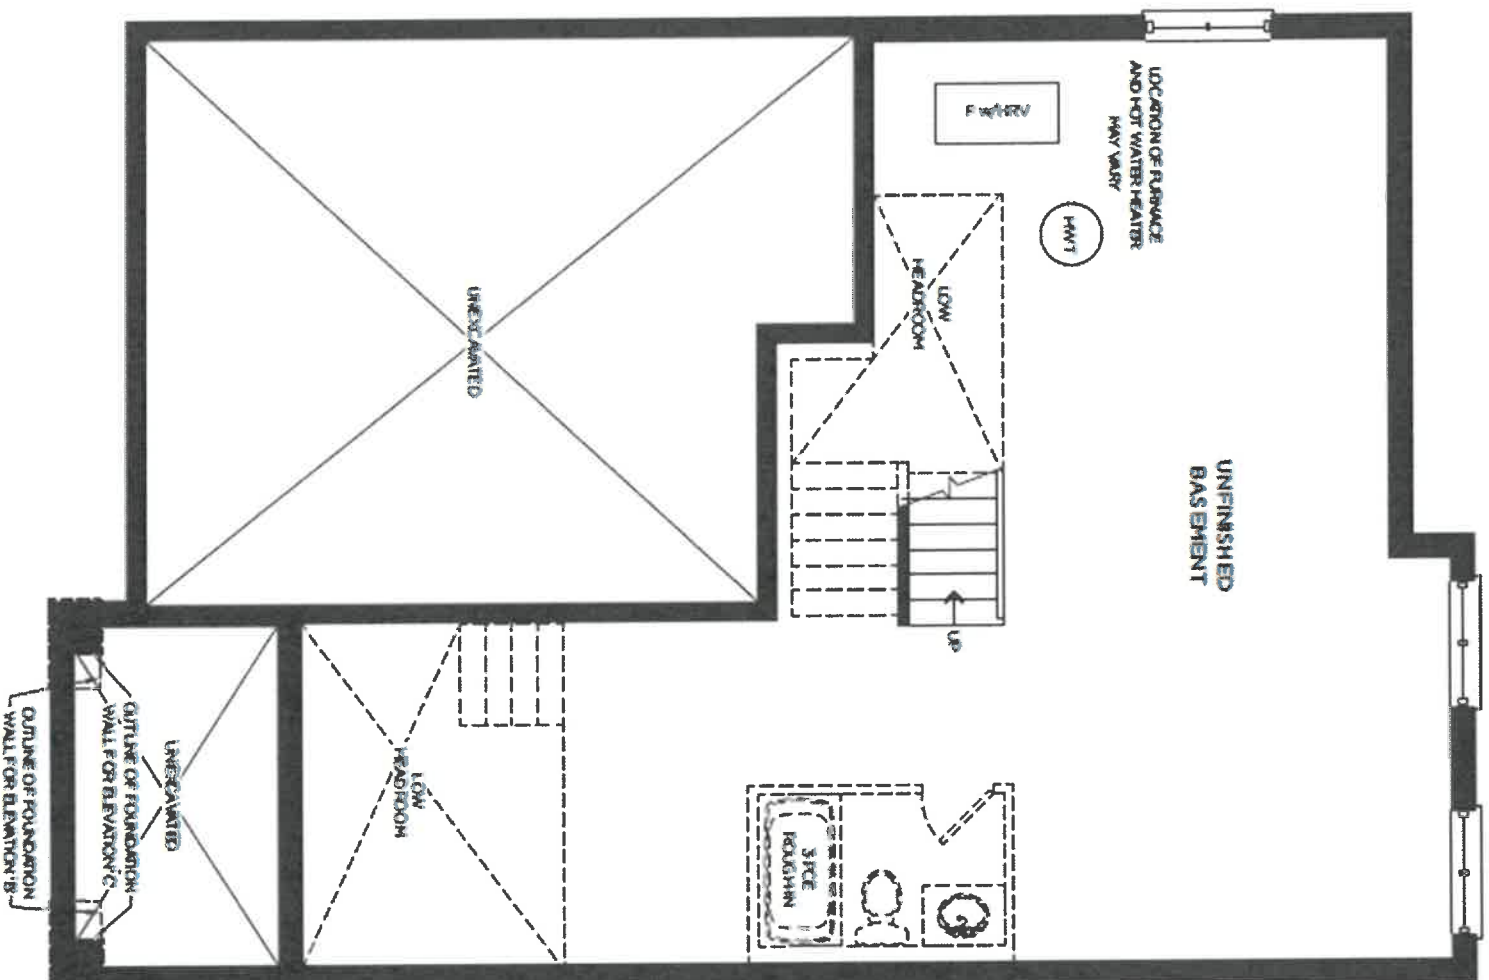 LOCATION OF FURNACE
AND HOT WATER HEATER
MAY VARY
F w/HRV
HWT
LOW
HEADROOM
UNEXCAVATED
UNFINISHED
BASEMENT
UP
LOW
HEADROOM
3 PCE
ROUGH-IN
UNEXCAVATED
OUTLINE OF FOUNDATION
WALL FOR ELEVATION 'C'
OUTLINE OF FOUNDATION
WALL FOR ELEVATION 'B'